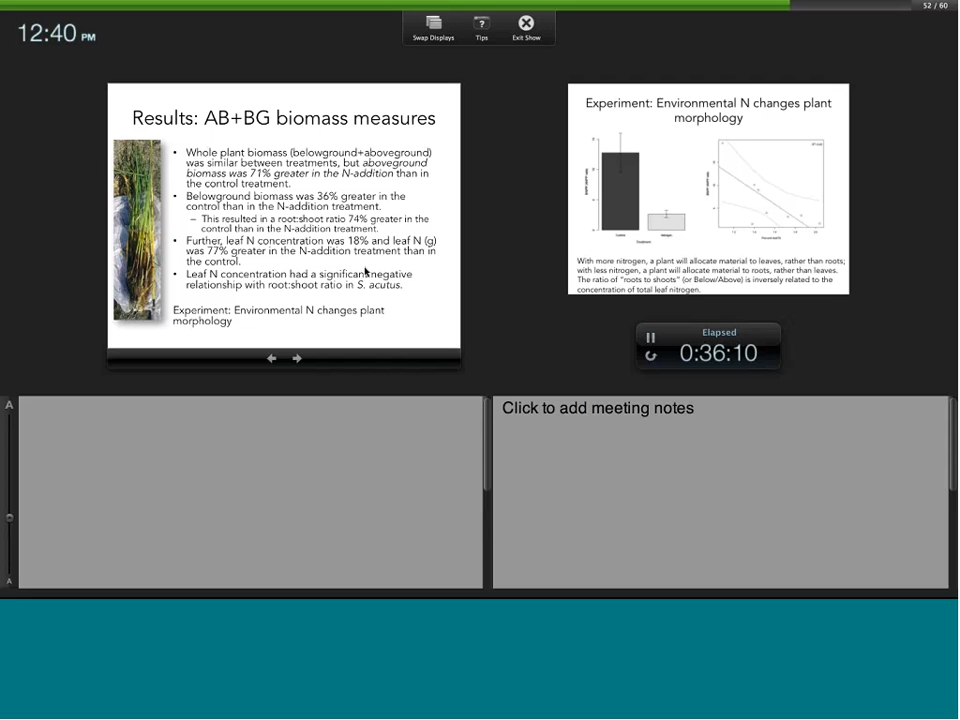 52 / 60
12:40 PM
Swap Displays
Tips
Exit Show
Results: AB+BG biomass measures
• Whole plant biomass (belowground+aboveground)
was similar between treatments, but aboveground
biomass was 71% greater in the N-addition than in
the control treatment.
• Belowground biomass was 36% greater in the
control than in the N-addition treatment.
– This resulted in a root:shoot ratio 74% greater in the
control than in the N-addition treatment.
• Further, leaf N concentration was 18% and leaf N (g)
was 77% greater in the N-addition treatment than in
the control.
• Leaf N concentration had a significant negative
relationship with root:shoot ratio in S. acutus.
Experiment: Environmental N changes plant
morphology
Experiment: Environmental N changes plant
morphology
With more nitrogen, a plant will allocate material to leaves, rather than roots;
with less nitrogen, a plant will allocate material to roots, rather than leaves.
The ratio of "roots to shoots" (or Below/Above) is inversely related to the
concentration of total leaf nitrogen.
Elapsed
0:36:10
A
Click to add meeting notes
A